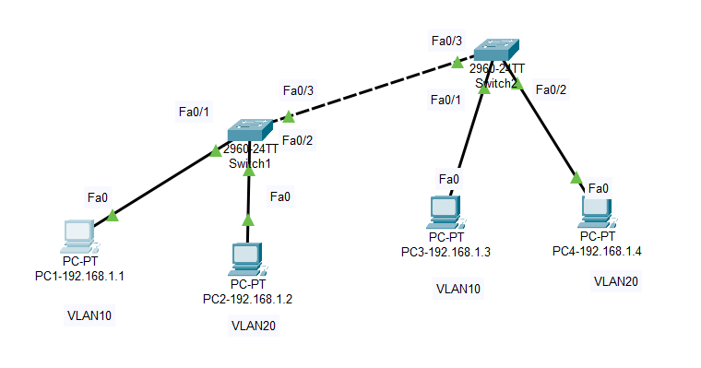 Fa0/3
2960-24TT
Switch2
Fa0/1
Fa0/2
Fa0/3
Fa0/1
Fa0/2
2960-24TT
Switch1
Fa0
Fa0
Fa0
Fa0
PC-PT
PC1-192.168.1.1
VLAN10
PC-PT
PC2-192.168.1.2
VLAN20
PC-PT
PC3-192.168.1.3
VLAN10
PC-PT
PC4-192.168.1.4
VLAN20